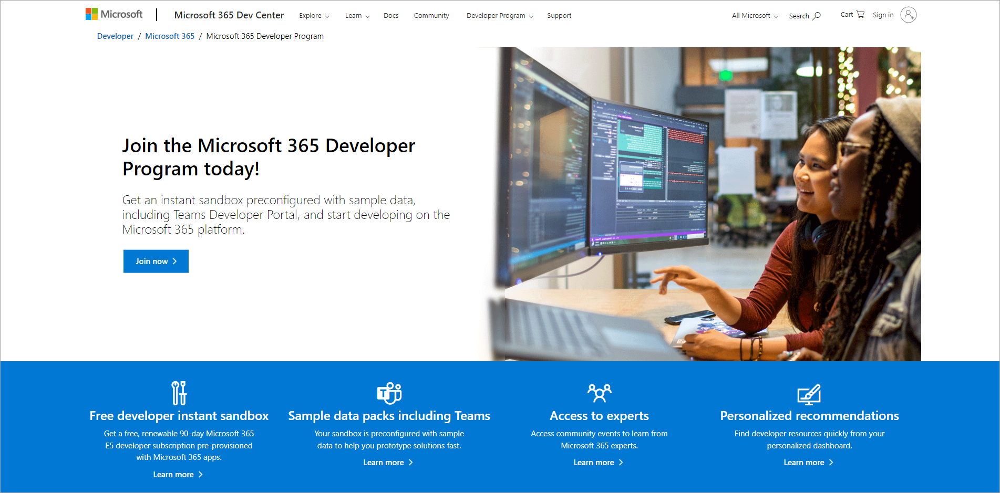 Microsoft
Microsoft 365 Dev Center
Explore
Learn
Docs
Community
Developer Program
Support
All Microsoft
Search
Cart
Sign in
Developer / Microsoft 365 / Microsoft 365 Developer Program
Join the Microsoft 365 Developer
Program today!
Get an instant sandbox preconfigured with sample data,
including Teams Developer Portal, and start developing on the
Microsoft 365 platform.
Join now
Free developer instant sandbox
Get a free, renewable 90-day Microsoft 365
E5 developer subscription pre-provisioned
with Microsoft 365 apps.
Learn more
T
Sample data packs including Teams
Your sandbox is preconfigured with sample
data to help you prototype solutions fast.
Learn more
Access to experts
Access community events to learn from
Microsoft 365 experts.
Learn more
Personalized recommendations
Find developer resources quickly from your
personalized dashboard.
Learn more